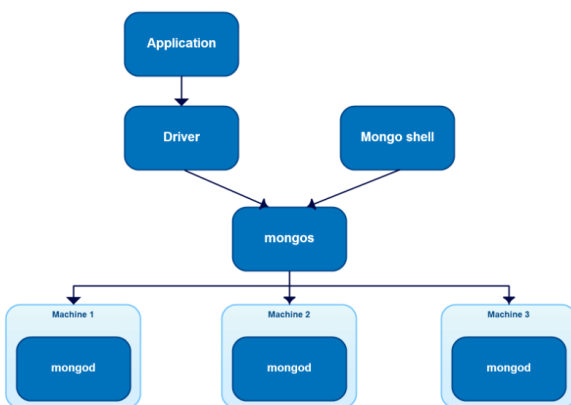 Application
Driver
Mongo shell
mongos
Machine 1
Machine 2
Machine 3
mongod
mongod
mongod